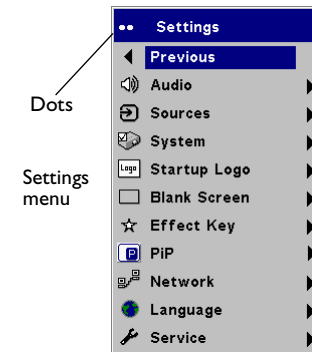 Settings
Previous
Audio
Dots
Sources
System
Logo Startup Logo
Settings
menu
Blank Screen
Effect Key
P PiP
Network
Language
Service